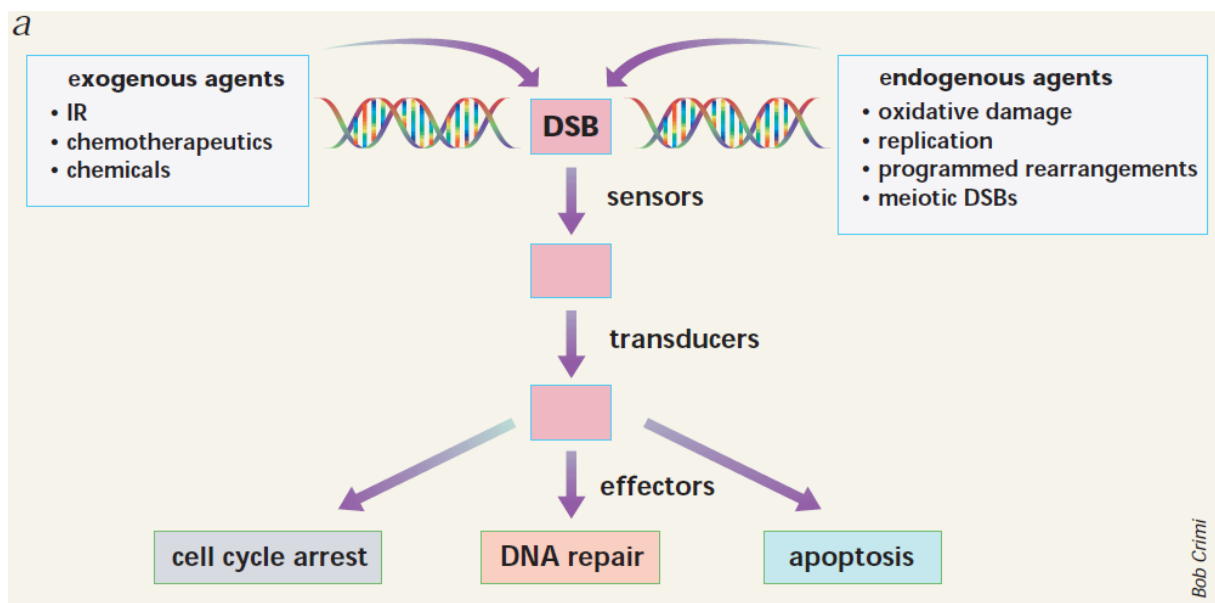 a
exogenous agents
• IR
• chemotherapeutics
• chemicals
DSB
endogenous agents
• oxidative damage
• replication
• programmed rearrangements
• meiotic DSBs
sensors
transducers
effectors
cell cycle arrest
DNA repair
apoptosis
Bob Crimi